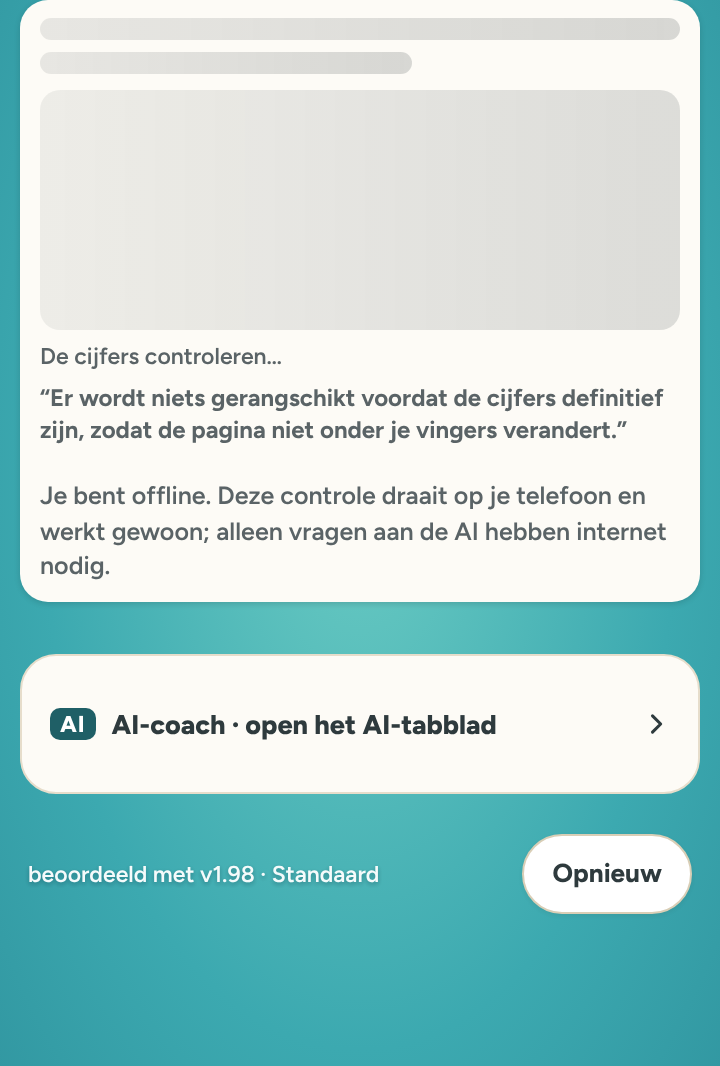 De cijfers controleren...
“Er wordt niets gerangschikt voordat de cijfers definitief
zijn, zodat de pagina niet onder je vingers verandert.”
Je bent offline. Deze controle draait op je telefoon en
werkt gewoon; alleen vragen aan de AI hebben internet
nodig.
AI AI-coach · open het AI-tabblad
beoordeeld met v1.98 · Standaard
Opnieuw